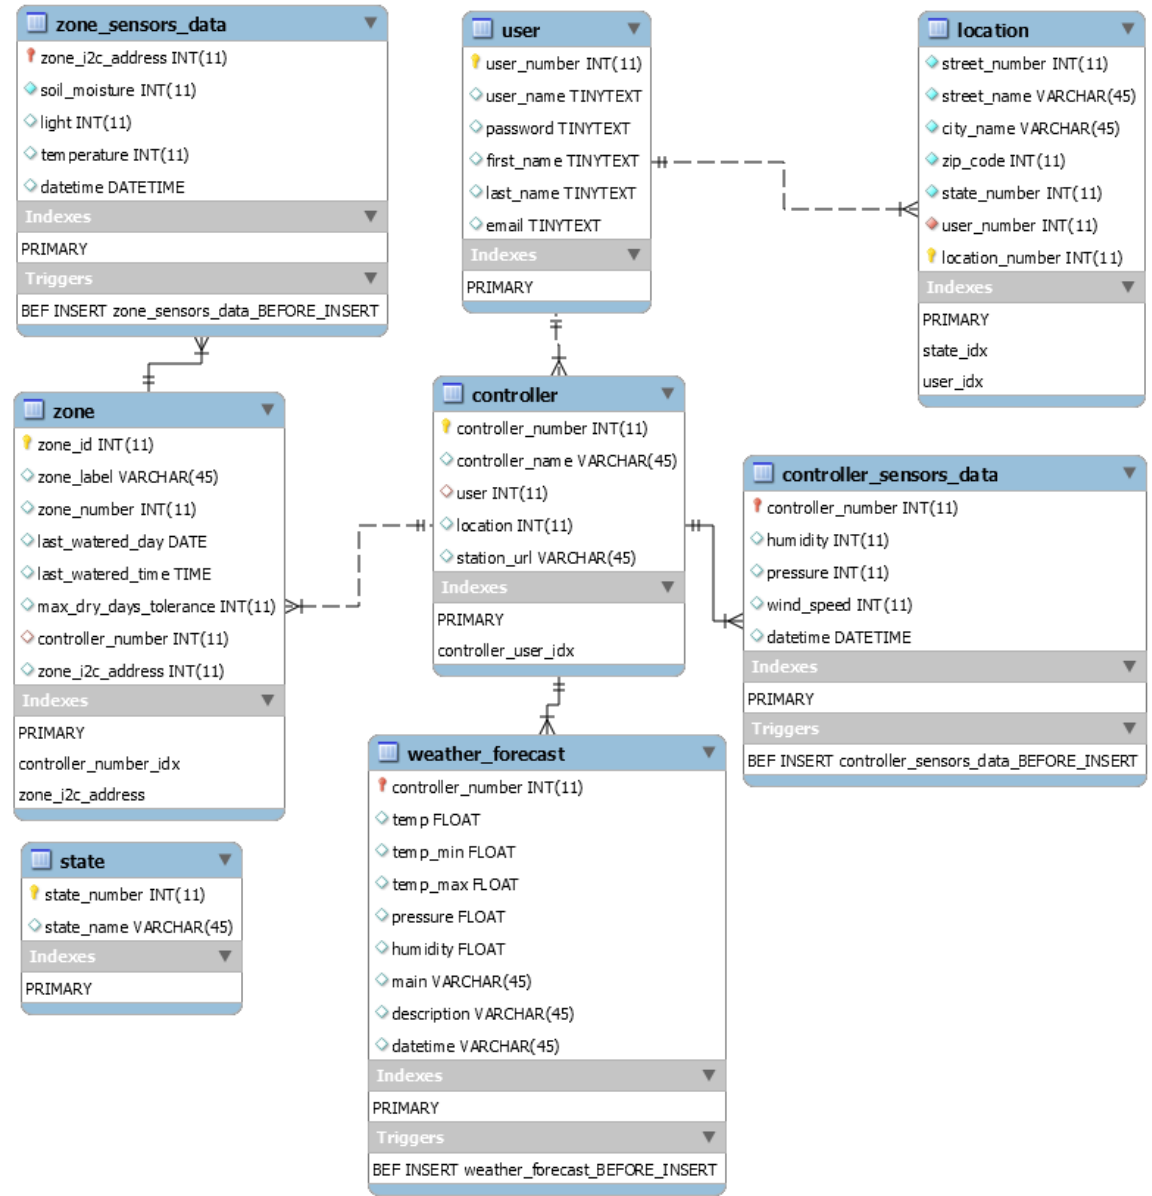 zone_sensors_data
zone_i2c_address INT(11)
soil_moisture INT(11)
light INT(11)
temperature INT(11)
datetime DATETIME
Indexes
PRIMARY
Triggers
BEF INSERT zone_sensors_data_BEFORE_INSERT
user
user_number INT(11)
user_name TINYTEXT
password TINYTEXT
first_name TINYTEXT
last_name TINYTEXT
email TINYTEXT
Indexes
PRIMARY
location
street_number INT(11)
street_name VARCHAR(45)
city_name VARCHAR(45)
zip_code INT(11)
state_number INT(11)
user_number INT(11)
location_number INT(11)
Indexes
PRIMARY
state_idx
user_idx
zone
zone_id INT(11)
zone_label VARCHAR(45)
zone_number INT(11)
last_watered_day DATE
last_watered_time TIME
max_dry_days_tolerance INT(11)
controller_number INT(11)
zone_i2c_address INT(11)
Indexes
PRIMARY
controller_number_idx
zone_i2c_address
controller
controller_number INT(11)
controller_name VARCHAR(45)
user INT(11)
location INT(11)
station_url VARCHAR(45)
Indexes
PRIMARY
controller_user_idx
controller_sensors_data
controller_number INT(11)
humidity INT(11)
pressure INT(11)
wind_speed INT(11)
datetime DATETIME
Indexes
PRIMARY
Triggers
BEF INSERT controller_sensors_data_BEFORE_INSERT
state
state_number INT(11)
state_name VARCHAR(45)
Indexes
PRIMARY
weather_forecast
controller_number INT(11)
temp FLOAT
temp_min FLOAT
temp_max FLOAT
pressure FLOAT
humidity FLOAT
main VARCHAR(45)
description VARCHAR(45)
datetime VARCHAR(45)
Indexes
PRIMARY
Triggers
BEF INSERT weather_forecast_BEFORE_INSERT